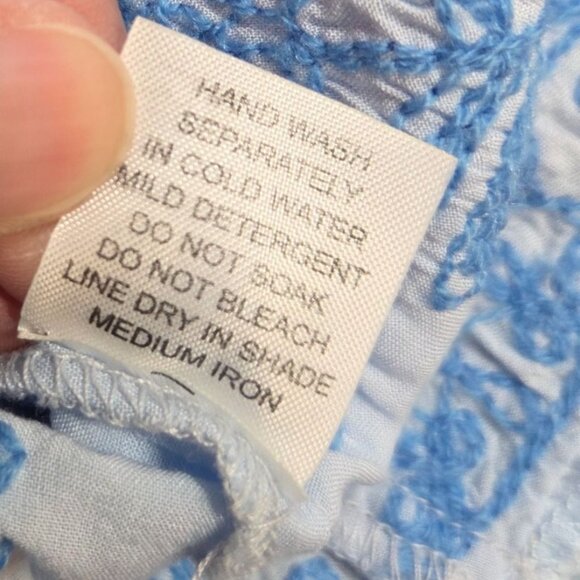 HAND WASH
SEPARATELY
IN COLD WATER
MILD DETERGENT
DO NOT SOAK
DO NOT BLEACH
LINE DRY IN SHADE
MEDIUM IRON